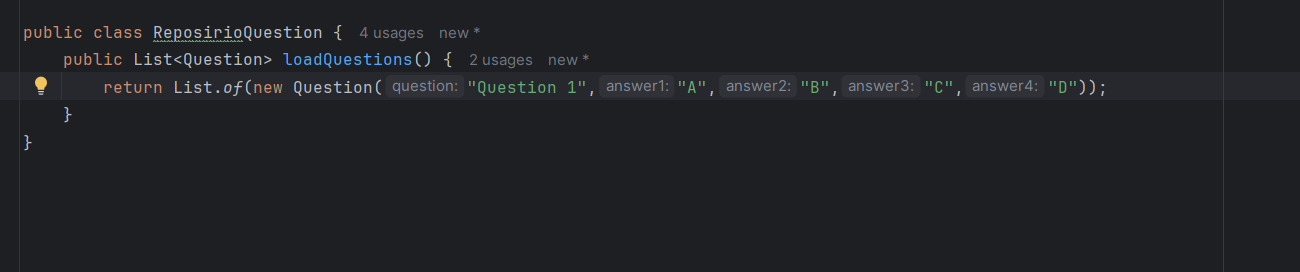 public class ReposirioQuestion { 4 usages new *
public List<Question> loadQuestions() { 2 usages new *
return List.of(new Question( question: "Question 1", answer1: "A", answer2: "B", answer3: "C", answer4: "D"));
}
}